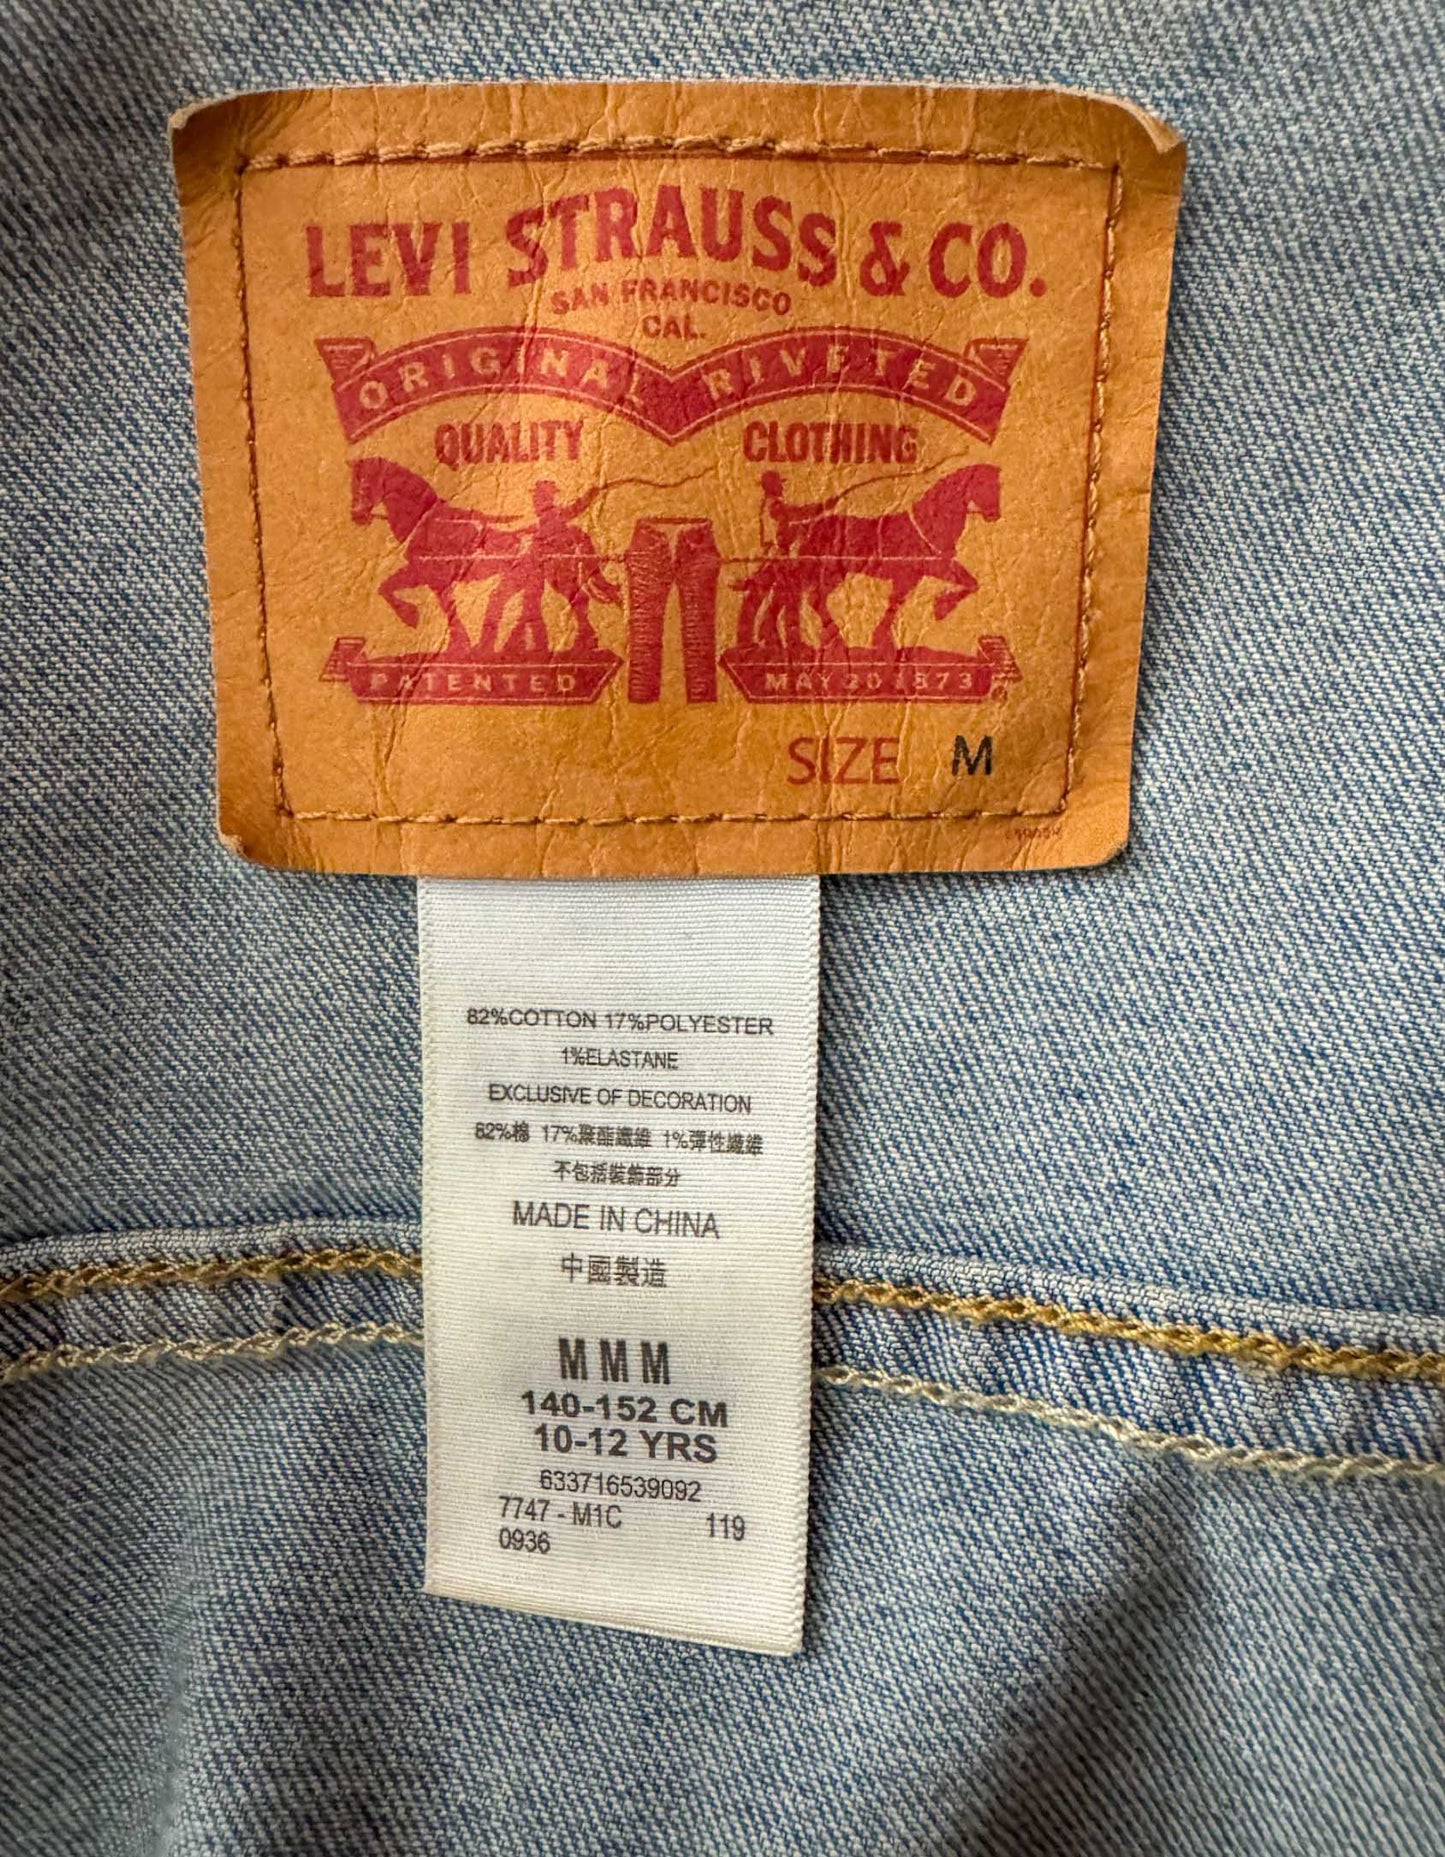 LEVI STRAUSS & CO.
SAN FRANCISCO
CAL.
ORIGINAL RIVETED
QUALITY CLOTHING
PATENTED MAY 20 1873
SIZE M
82%COTTON 17%POLYESTER
1%ELASTANE
EXCLUSIVE OF DECORATION
82%棉 17%聚酯纖維 1%彈性纖維
不包括裝飾部分
MADE IN CHINA
中國製造
M M M
140-152 CM
10-12 YRS
633716539092
7747 - M1C 119
0936